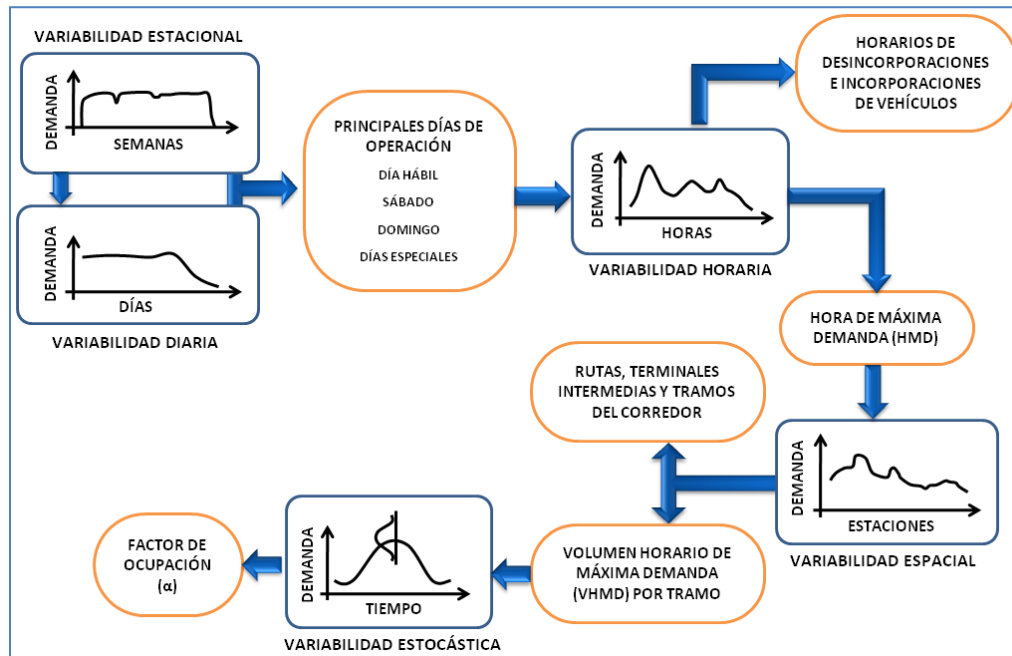 VARIABILIDAD ESTACIONAL
DEMANDA
SEMANAS
DEMANDA
DÍAS
VARIABILIDAD DIARIA
PRINCIPALES DÍAS DE
OPERACIÓN
DÍA HÁBIL
SÁBADO
DOMINGO
DÍAS ESPECIALES
DEMANDA
HORAS
VARIABILIDAD HORARIA
HORARIOS DE
DESINCORPORACIONES
E INCORPORACIONES
DE VEHÍCULOS
HORA DE MÁXIMA
DEMANDA (HMD)
DEMANDA
ESTACIONES
VARIABILIDAD ESPACIAL
RUTAS, TERMINALES
INTERMEDIAS Y TRAMOS
DEL CORREDOR
VOLUMEN HORARIO DE
MÁXIMA DEMANDA
(VHMD) POR TRAMO
DEMANDA
TIEMPO
VARIABILIDAD ESTOCÁSTICA
FACTOR DE
OCUPACIÓN
(α)